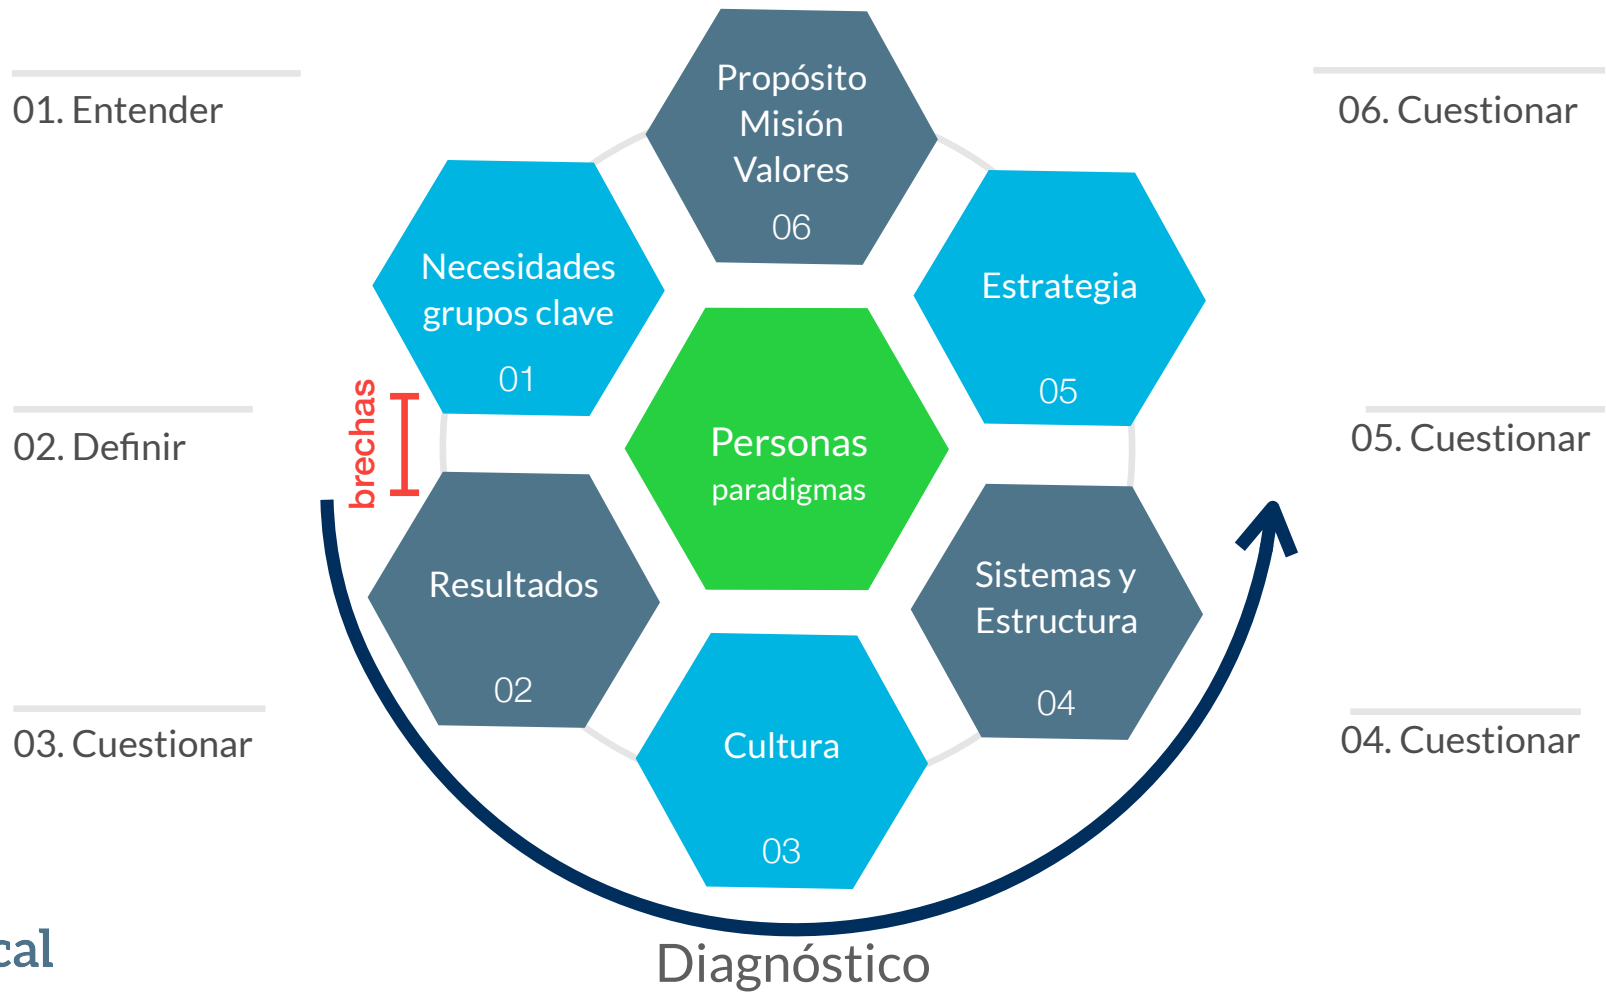 01. Entender
02. Definir
03. Cuestionar
Propósito
Misión
Valores
06
Necesidades
grupos clave
01
Estrategia
05
brechas
Personas
paradigmas
Resultados
02
Sistemas y
Estructura
04
Cultura
03
Diagnóstico
06. Cuestionar
05. Cuestionar
04. Cuestionar
cal